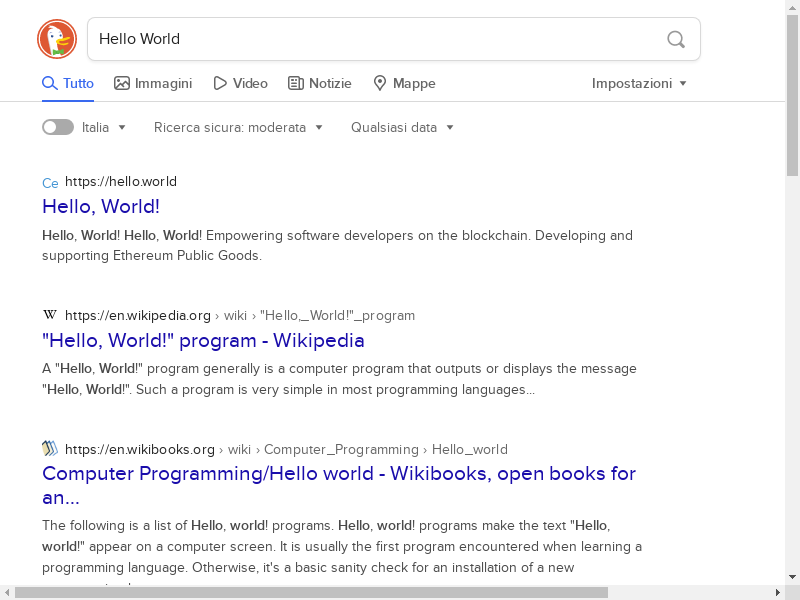 Hello World
Tutto Immagini Video Notizie Mappe Impostazioni
Italia Ricerca sicura: moderata Qualsiasi data
Ce https://hello.world
Hello, World!
Hello, World! Hello, World! Empowering software developers on the blockchain. Developing and
supporting Ethereum Public Goods.
W https://en.wikipedia.org › wiki › "Hello,_World!"_program
"Hello, World!" program - Wikipedia
A "Hello, World!" program generally is a computer program that outputs or displays the message
"Hello, World!". Such a program is very simple in most programming languages...
https://en.wikibooks.org › wiki › Computer_Programming › Hello_world
Computer Programming/Hello world - Wikibooks, open books for
an...
The following is a list of Hello, world! programs. Hello, world! programs make the text "Hello,
world!" appear on a computer screen. It is usually the first program encountered when learning a
programming language. Otherwise, it's a basic sanity check for an installation of a new